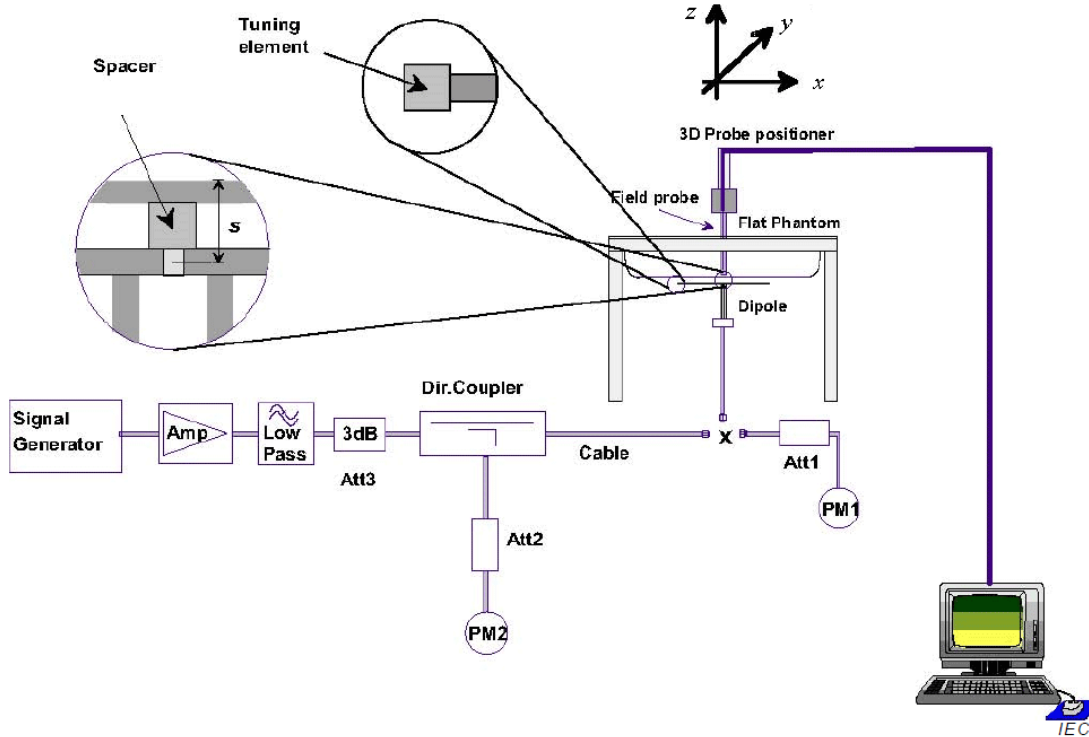 Tuning
element
Spacer
z
y
x
3D Probe positioner
Field probe
Flat Phantom
s
Dipole
Dir.Coupler
Signal
Generator
Amp
Low
Pass
3dB
Att3
Cable
x
Att1
PM1
Att2
PM2
IEC